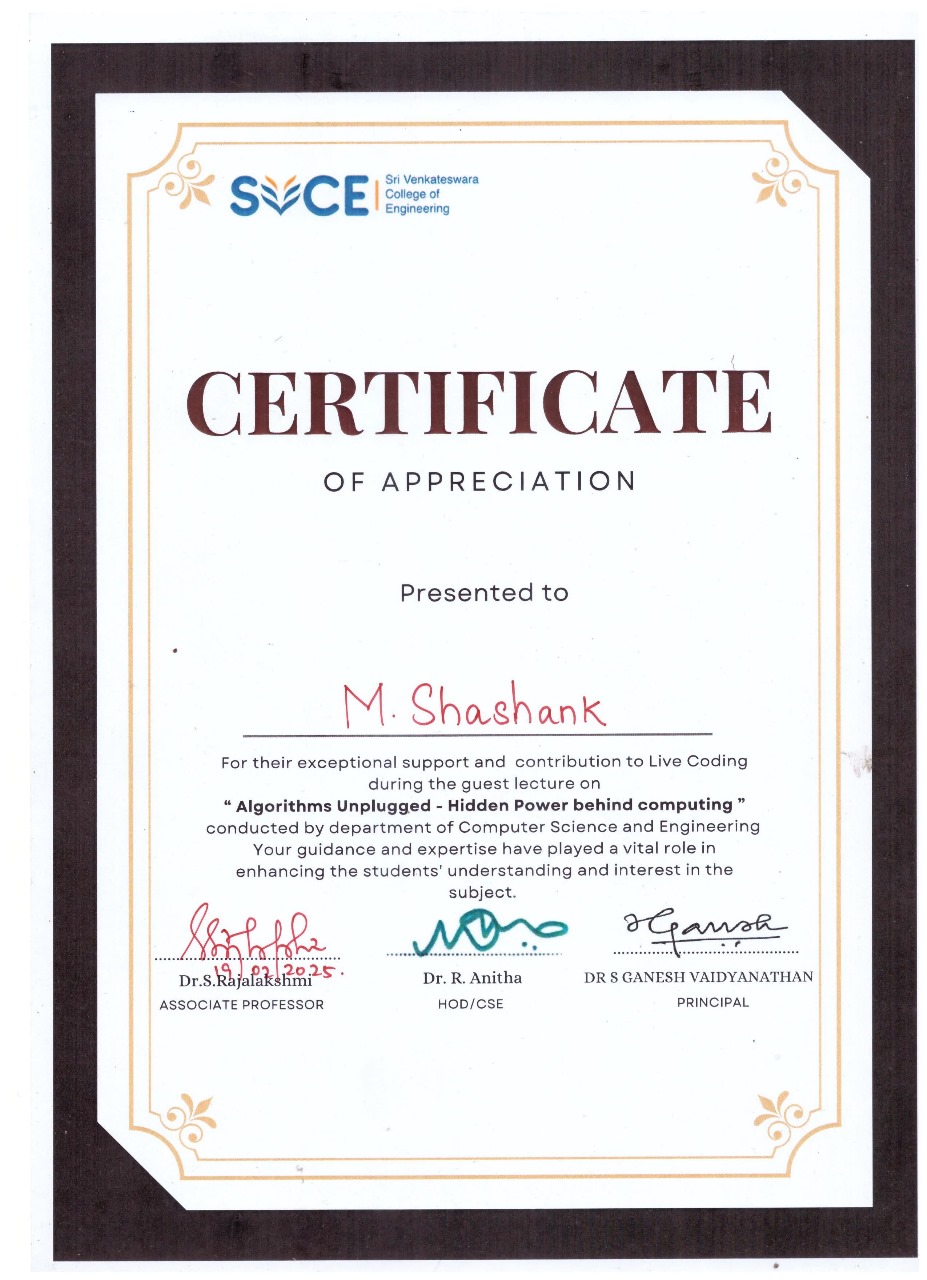 SVCE
Sri Venkateswara
College of
Engineering
CERTIFICATE
OF APPRECIATION
Presented to
M. Shashank
For their exceptional support and contribution to Live Coding
during the guest lecture on
“ Algorithms Unplugged - Hidden Power behind computing ”
conducted by department of Computer Science and Engineering
Your guidance and expertise have played a vital role in
enhancing the students' understanding and interest in the
subject.
19/02/2025.
Dr.S.Rajalakshmi
ASSOCIATE PROFESSOR
Dr. R. Anitha
HOD/CSE
SGanesh
DR S GANESH VAIDYANATHAN
PRINCIPAL